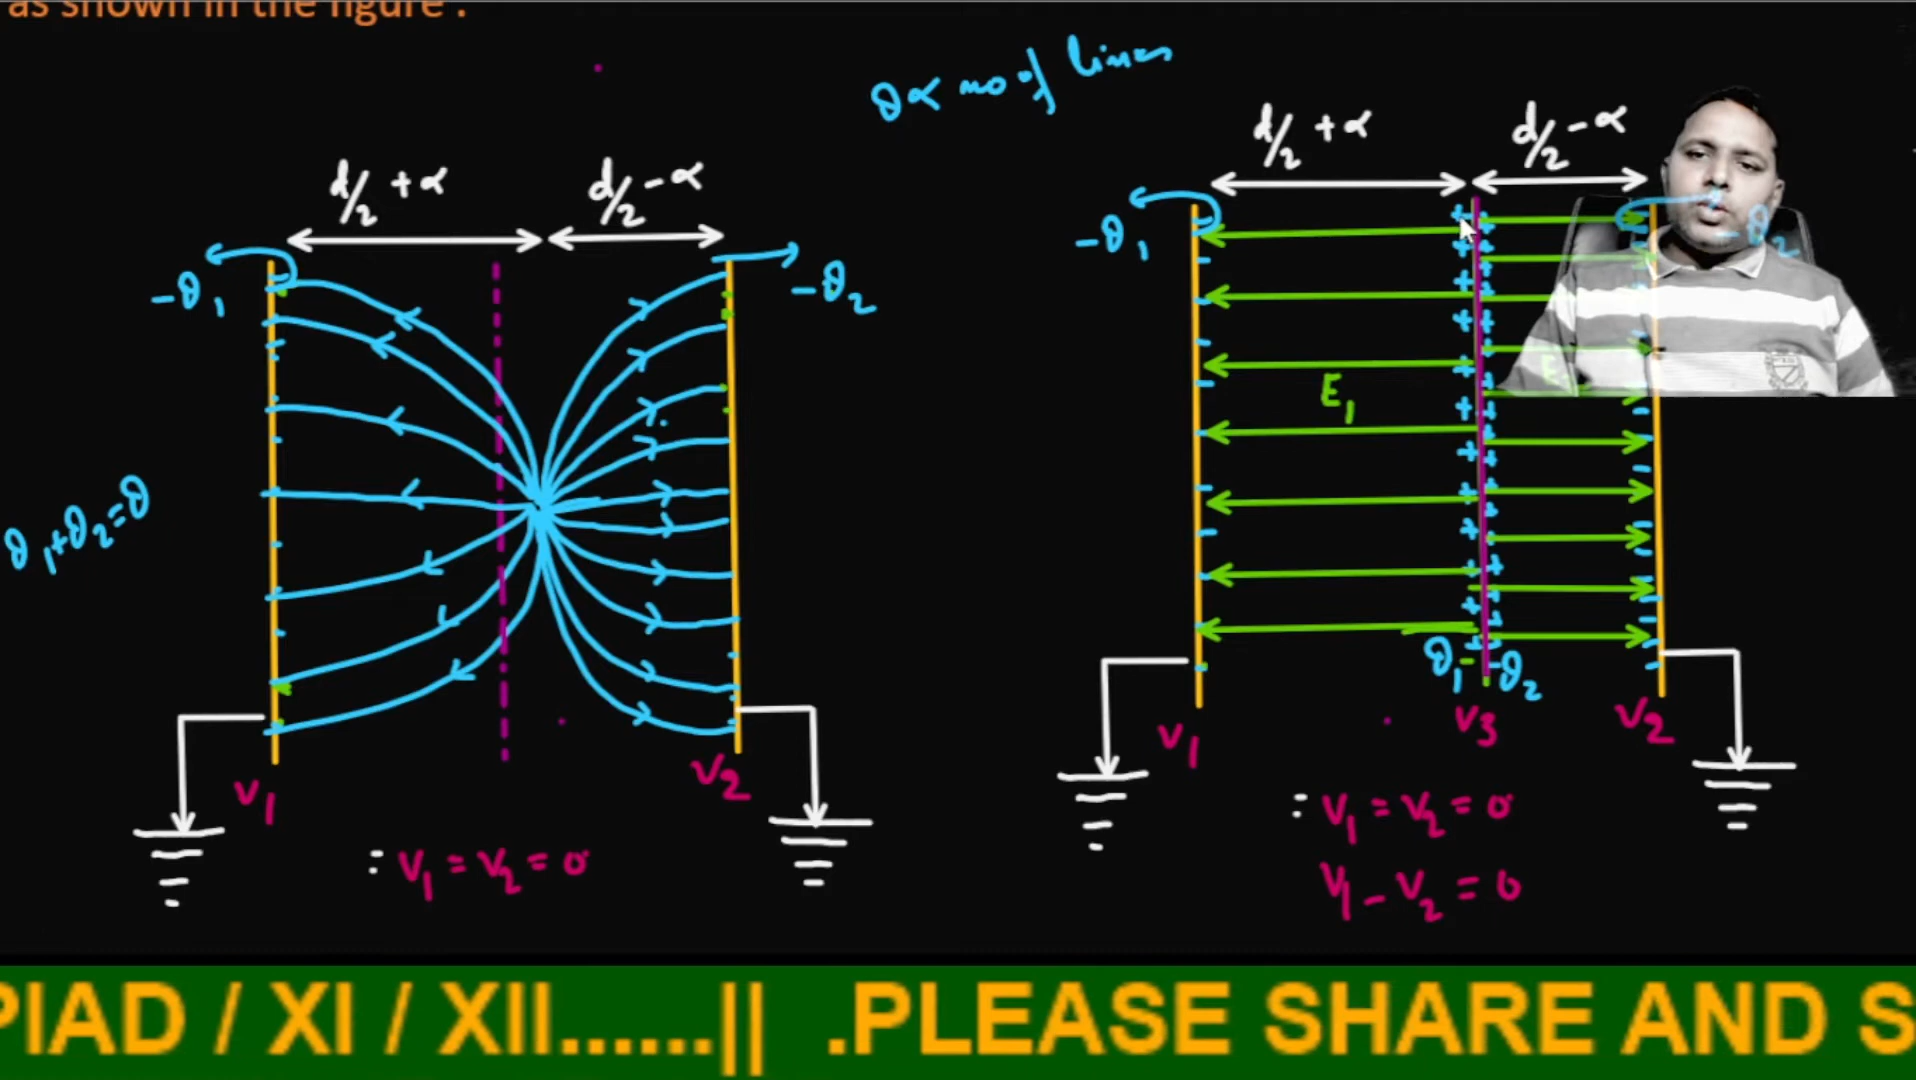 as shown in the figure .
Q ∝ no of lines
d/2 + α
d/2 - α
-Q1
-Q2
Q1+Q2=Q
V1
V2
= V1 = V2 = 0
d/2 + α
d/2 - α
-Q1
-Q2
E1
Q1
Q2
V1
V3
V2
= V1 = V2 = 0
V1 - V2 = 0
PIAD / XI / XII......|| .PLEASE SHARE AND S